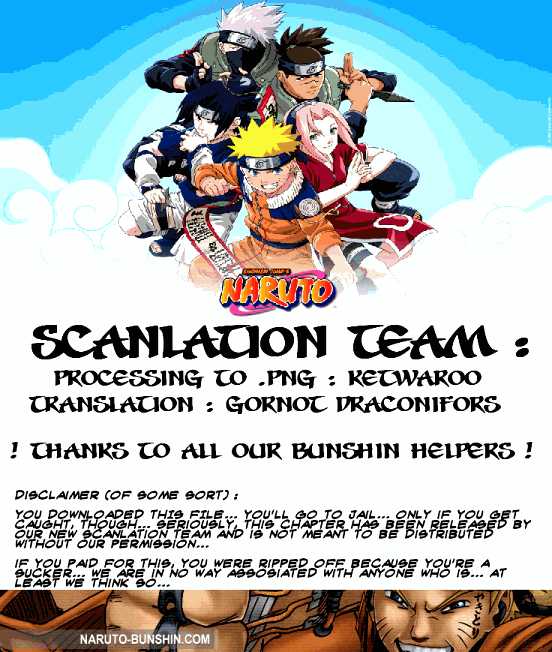 SHONEN JUMP'S
NARUTO
SCANLATION TEAM :
PROCESSING TO .PNG : KETWAROO
TRANSLATION : GORNOT DRACONIFORS
! THANKS TO ALL OUR BUNSHIN HELPERS !
DISCLAIMER (OF SOME SORT) :
YOU DOWNLOADED THIS FILE... YOU'LL GO TO JAIL... ONLY IF YOU GET
CAUGHT, THOUGH... SERIOUSLY, THIS CHAPTER HAS BEEN RELEASED BY
OUR NEW SCANLATION TEAM AND IS NOT MEANT TO BE DISTRIBUTED
WITHOUT OUR PERMISSION...
IF YOU PAID FOR THIS, YOU WERE RIPPED OFF BECAUSE YOU'RE A
SUCKER... WE ARE IN NO WAY ASSOSIATED WITH ANYONE WHO IS... AT
LEAST WE THINK SO...
NARUTO-BUNSHIN.COM